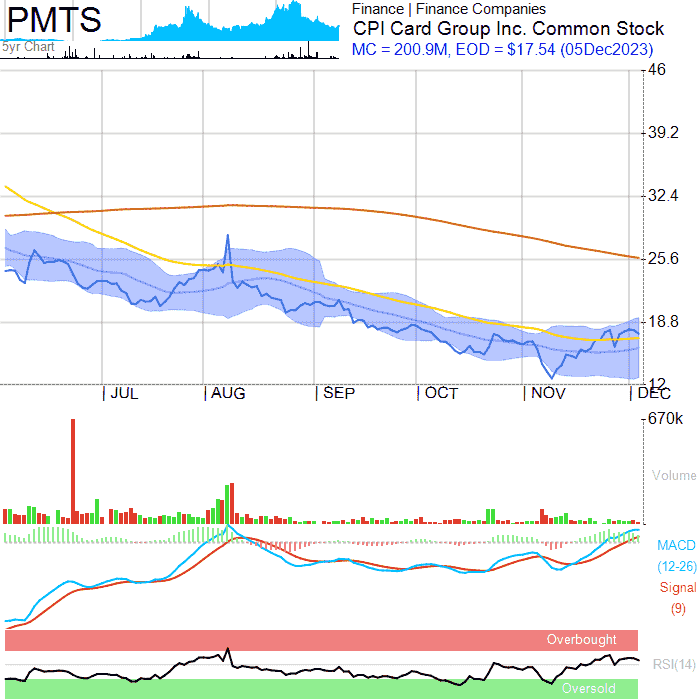 PMTS
5yr Chart
Finance | Finance Companies
CPI Card Group Inc. Common Stock
MC = 200.9M, EOD = $17.54 (05Dec2023)
46
39.2
32.4
25.6
18.8
12
JUL
AUG
SEP
OCT
NOV
DEC
670k
Volume
MACD
(12-26)
Signal
(9)
Overbought
RSI(14)
Oversold